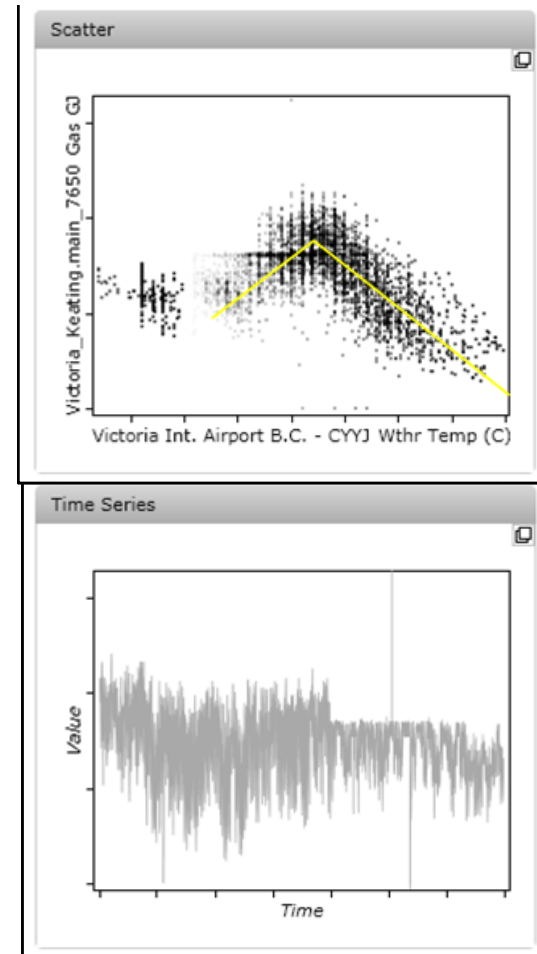 Scatter
Victoria_Keating.main_7650 Gas GJ
Victoria Int. Airport B.C. - CYYJ Wthr Temp (C)
Time Series
Value
Time